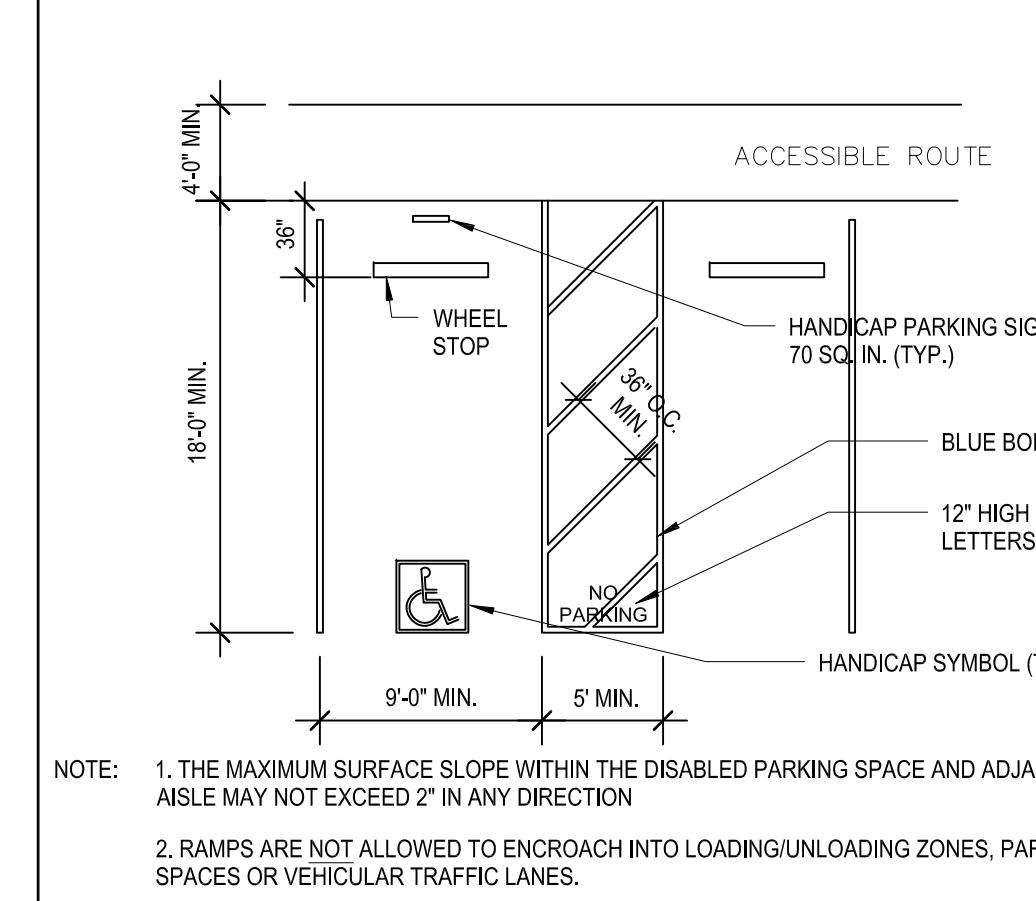 4'-0" MIN.
ACCESSIBLE ROUTE
36"
WHEEL
STOP
HANDICAP PARKING SIG
70 SQ. IN. (TYP.)
18'-0" MIN.
36" O.C.
MIN.
BLUE BO
12" HIGH
LETTERS
NO
PARKING
HANDICAP SYMBOL (
9'-0" MIN.
5' MIN.
NOTE: 1. THE MAXIMUM SURFACE SLOPE WITHIN THE DISABLED PARKING SPACE AND ADJA
AISLE MAY NOT EXCEED 2" IN ANY DIRECTION
2. RAMPS ARE NOT ALLOWED TO ENCROACH INTO LOADING/UNLOADING ZONES, PA
SPACES OR VEHICULAR TRAFFIC LANES.